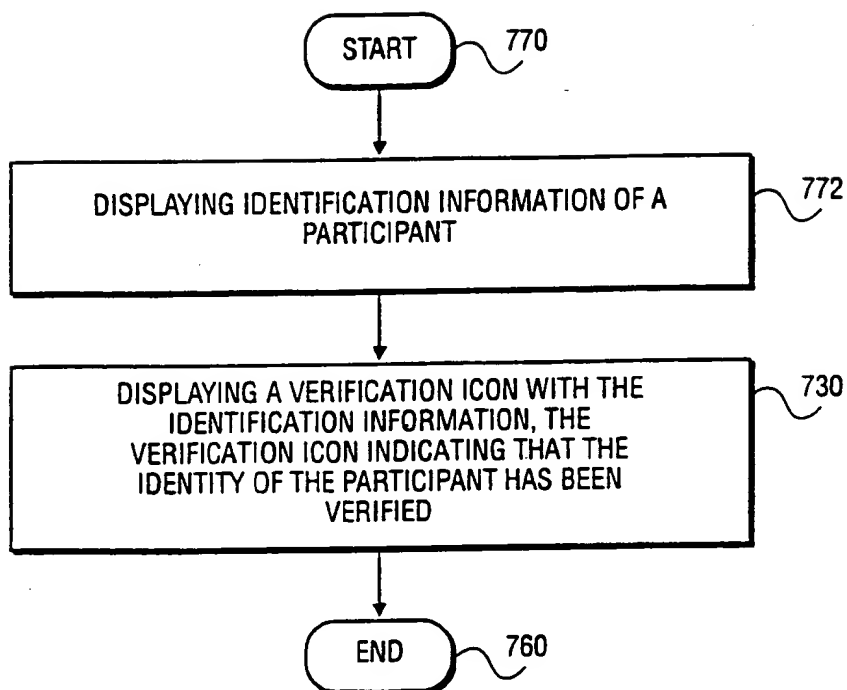 START
770
DISPLAYING IDENTIFICATION INFORMATION OF A
PARTICIPANT
772
DISPLAYING A VERIFICATION ICON WITH THE
IDENTIFICATION INFORMATION, THE
VERIFICATION ICON INDICATING THAT THE
IDENTITY OF THE PARTICIPANT HAS BEEN
VERIFIED
730
END
760